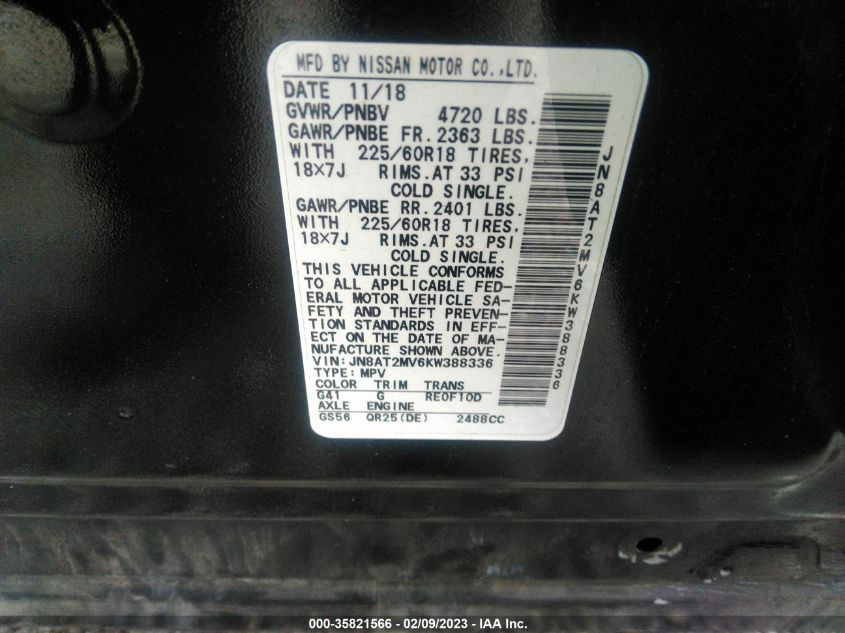 MFD BY NISSAN MOTOR CO.,LTD.
DATE 11/18
GVWR/PNBV 4720 LBS.
GAWR/PNBE FR.2363 LBS.
WITH 225/60R18 TIRES,
18×7J RIMS.AT 33 PSI
COLD SINGLE.
GAWR/PNBE RR.2401 LBS.
WITH 225/60R18 TIRES,
18×7J RIMS.AT 33 PSI
COLD SINGLE.
THIS VEHICLE CONFORMS
TO ALL APPLICABLE FED-
ERAL MOTOR VEHICLE SA-
FETY AND THEFT PREVEN-
TION STANDARDS IN EFF-
ECT ON THE DATE OF MA-
NUFACTURE SHOWN ABOVE.
VIN:JN8AT2MV6KW388336
TYPE:MPV
COLOR TRIM TRANS
G41 G RE0F10D
AXLE ENGINE
GS56 QR25(DE) 2488CC
JN8AT2MV6KW388336
000-35821566 — 02/09/2023 — IAA Inc.